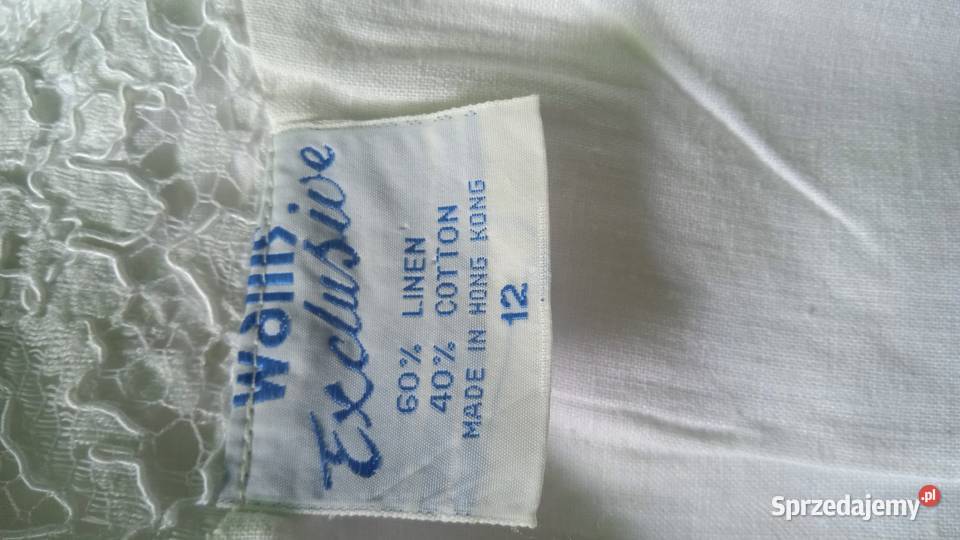 Wallis
Exclusive
60% LINEN
40% COTTON
MADE IN HONG KONG
12
Sprzedajemy.pl